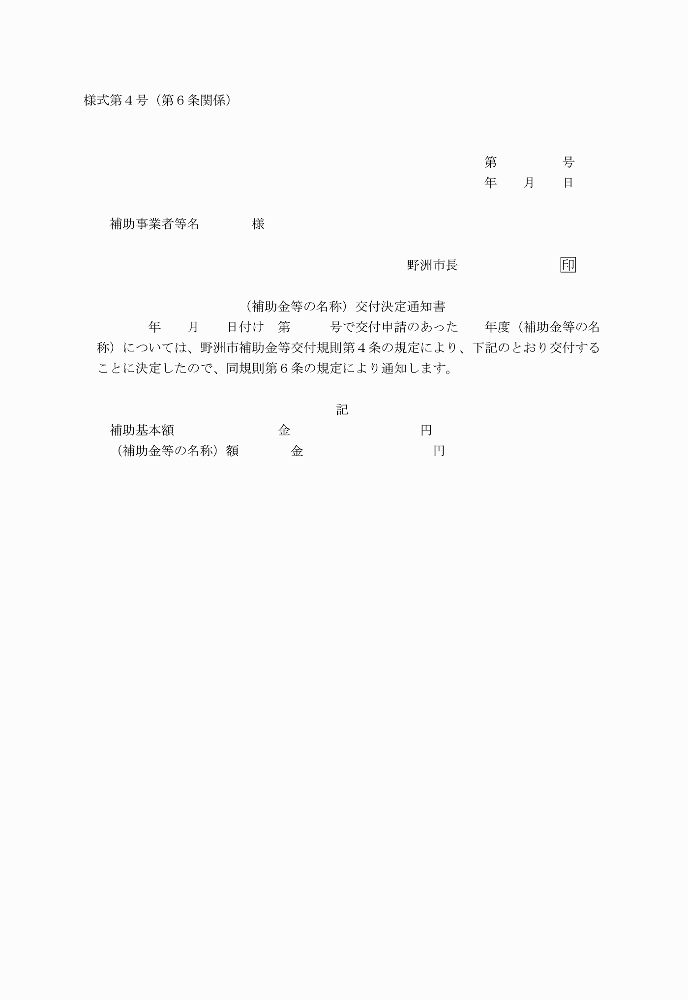 様式第４号（第６条関係）
第　　　　　号
年　　月　　日
補助事業者等名　　　　様
野洲市長　　　　　　　　印
（補助金等の名称）交付決定通知書
年　　月　　日付け　第　　　号で交付申請のあった　　年度（補助金等の名
称）については、野洲市補助金等交付規則第４条の規定により、下記のとおり交付する
ことに決定したので、同規則第６条の規定により通知します。
記
補助基本額　　　　　　　　金　　　　　　　　　　円
（補助金等の名称）額　　　　金　　　　　　　　　　円